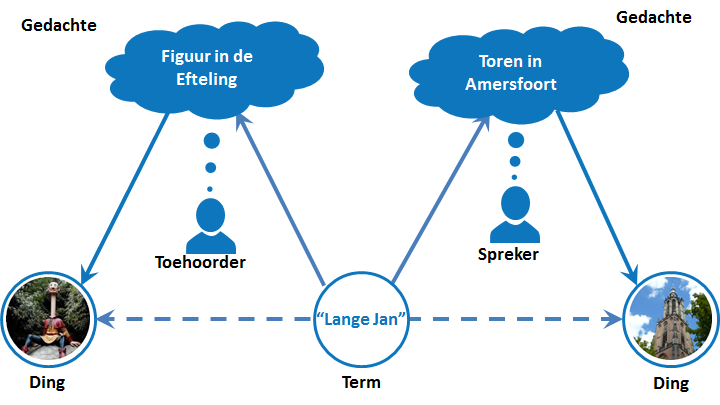 Gedachte
Gedachte
Figuur in de
Efteling
Toren in
Amersfoort
Toehoorder
Spreker
“Lange Jan”
Ding
Term
Ding